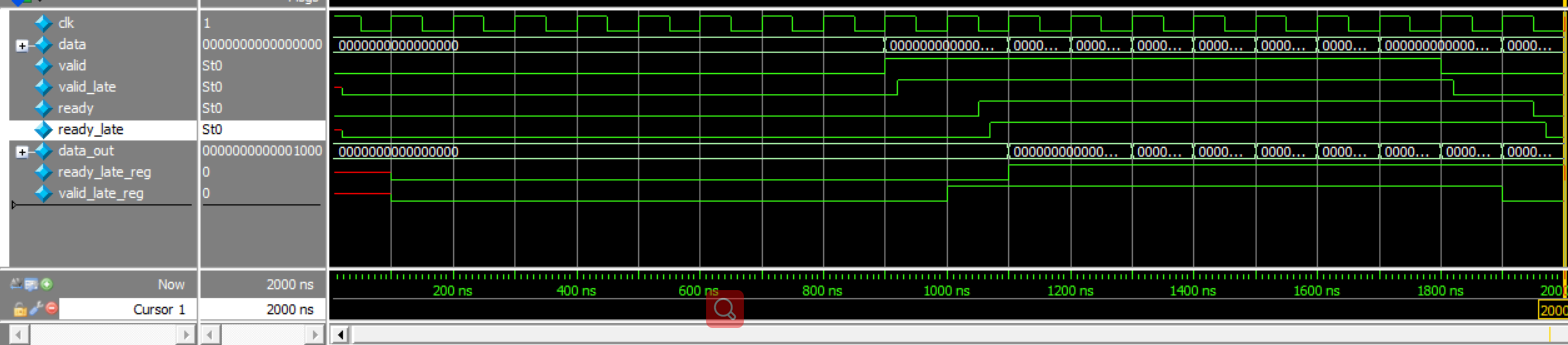 Msgs
clk 1
data 0000000000000000 0000000000000000 000000000000... 0000... 0000... 0000... 0000... 0000... 0000... 000000000000... 0000...
valid St0
valid_late St0
ready St0
ready_late St0
data_out 0000000000001000 0000000000000000 000000000000... 0000... 0000... 0000... 0000... 0000... 0000... 0000...
ready_late_reg 0
valid_late_reg 0
Now 2000 ns 200 ns 400 ns 600 ns 800 ns 1000 ns 1200 ns 1400 ns 1600 ns 1800 ns 200
Cursor 1 2000 ns 2000